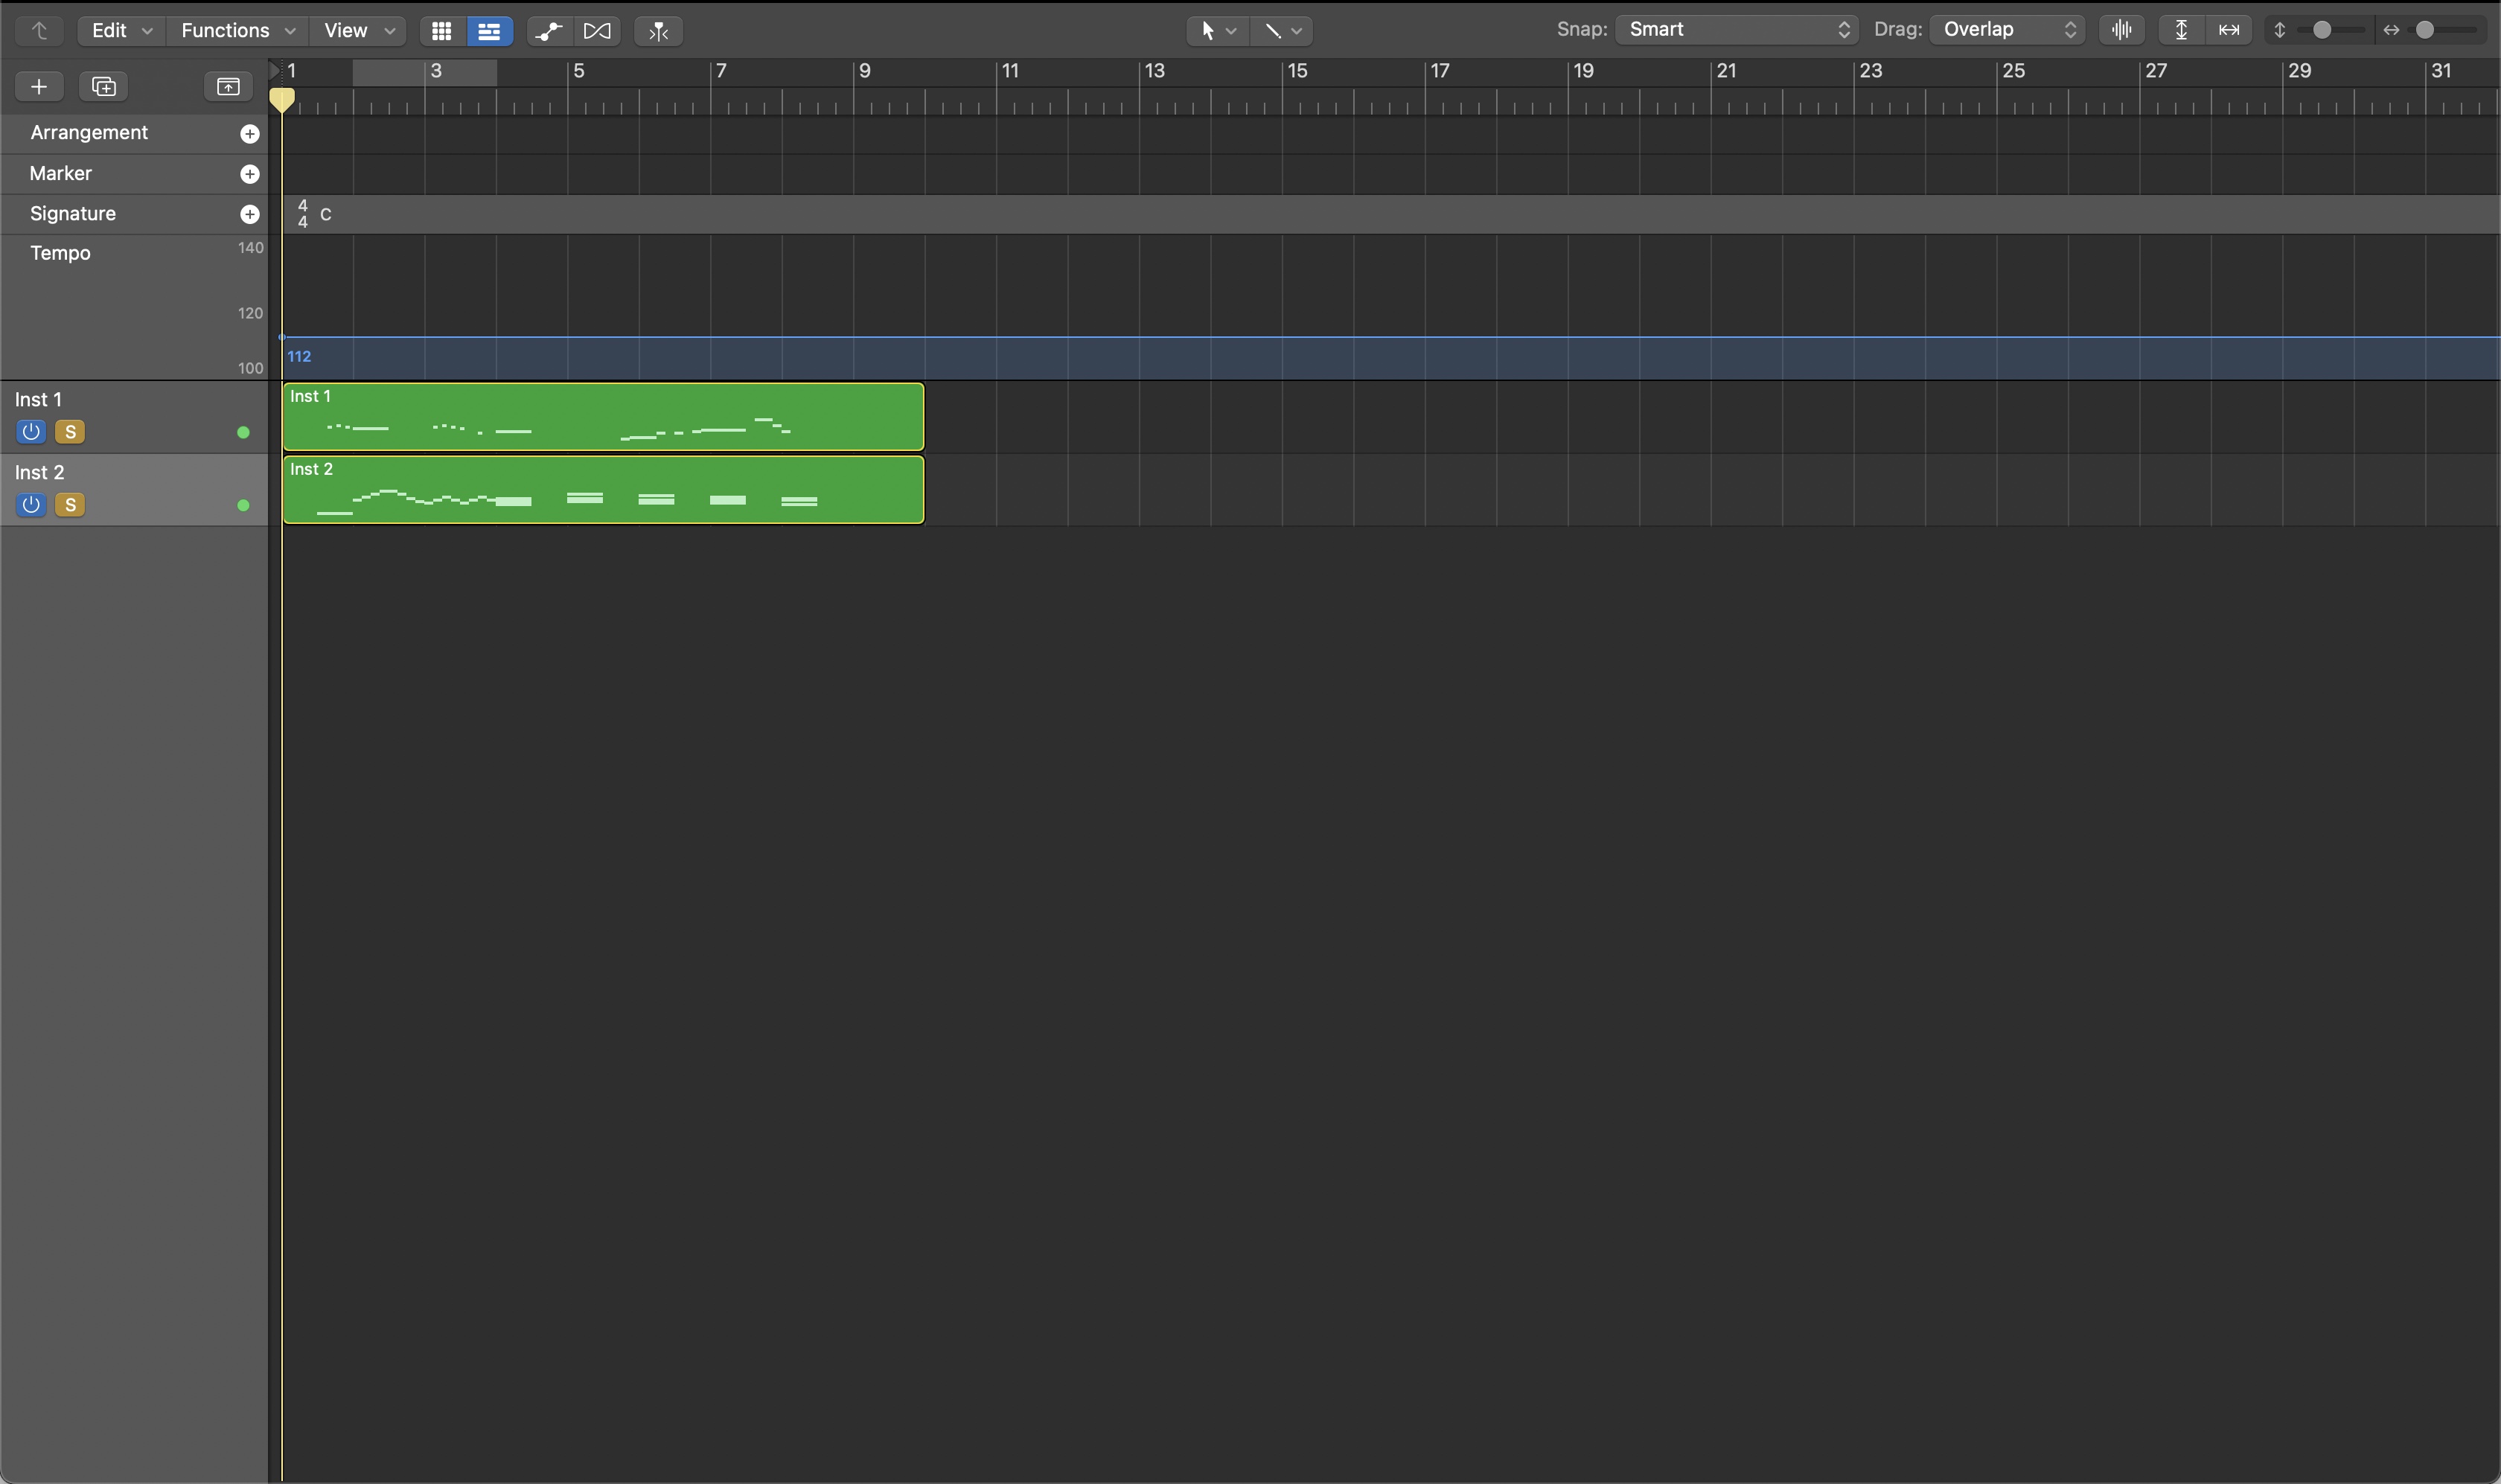 Edit Functions View Snap: Smart Drag: Overlap
1 3 5 7 9 11 13 15 17 19 21 23 25 27 29 31
Arrangement
Marker
Signature 4 4 C
Tempo 140
120
112
100
Inst 1 Inst 1
S
Inst 2 Inst 2
S